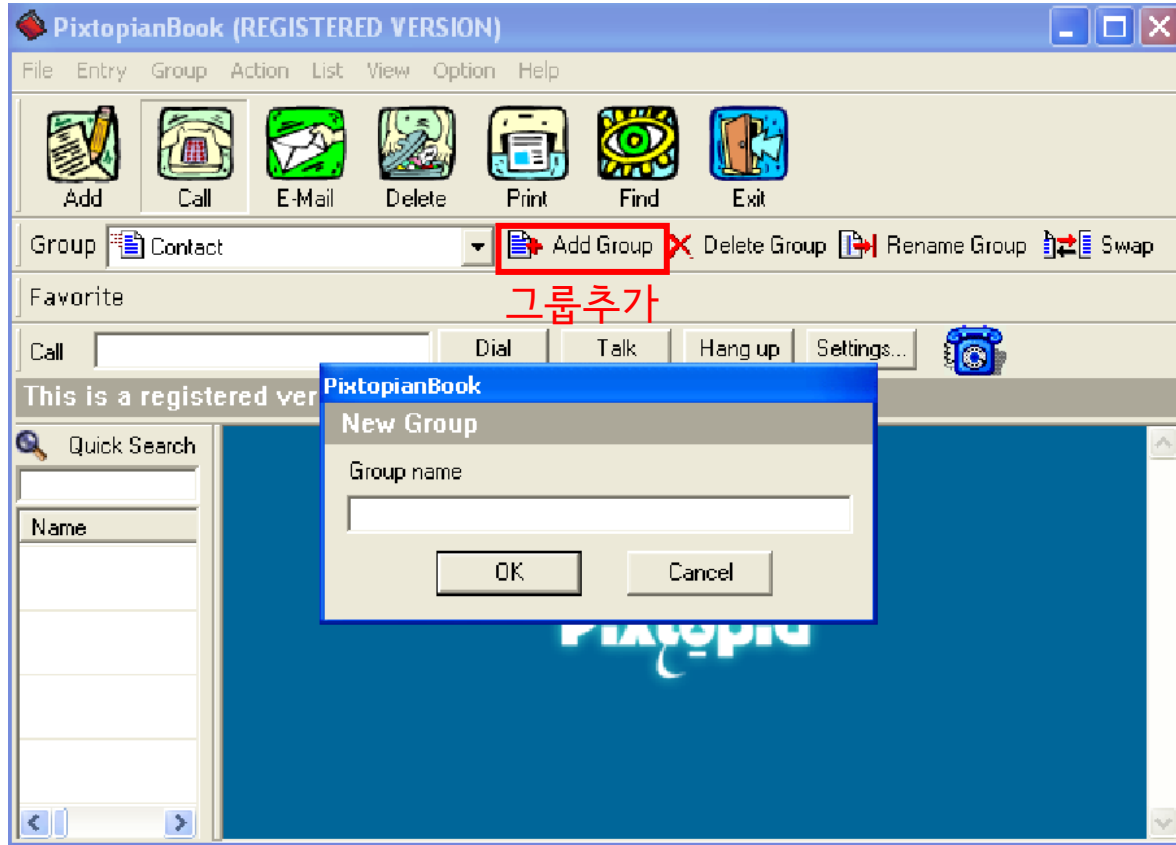 PixtopianBook (REGISTERED VERSION)
File Entry Group Action List View Option Help
Add Call E-Mail Delete Print Find Exit
Group Contact Add Group Delete Group Rename Group Swap
그룹추가
Favorite
Call Dial Talk Hang up Settings...
This is a registered ver
PixtopianBook
New Group
Group name
OK Cancel
Quick Search
Name
Pixtopia